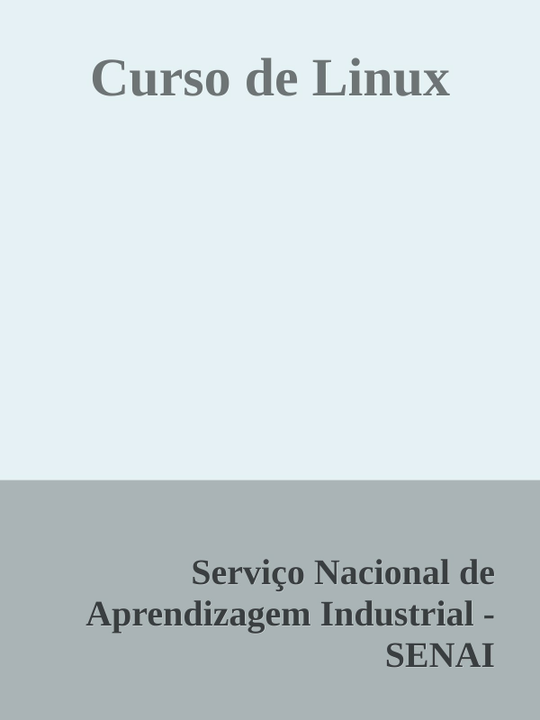 Curso de Linux
Serviço Nacional de
Aprendizagem Industrial -
SENAI